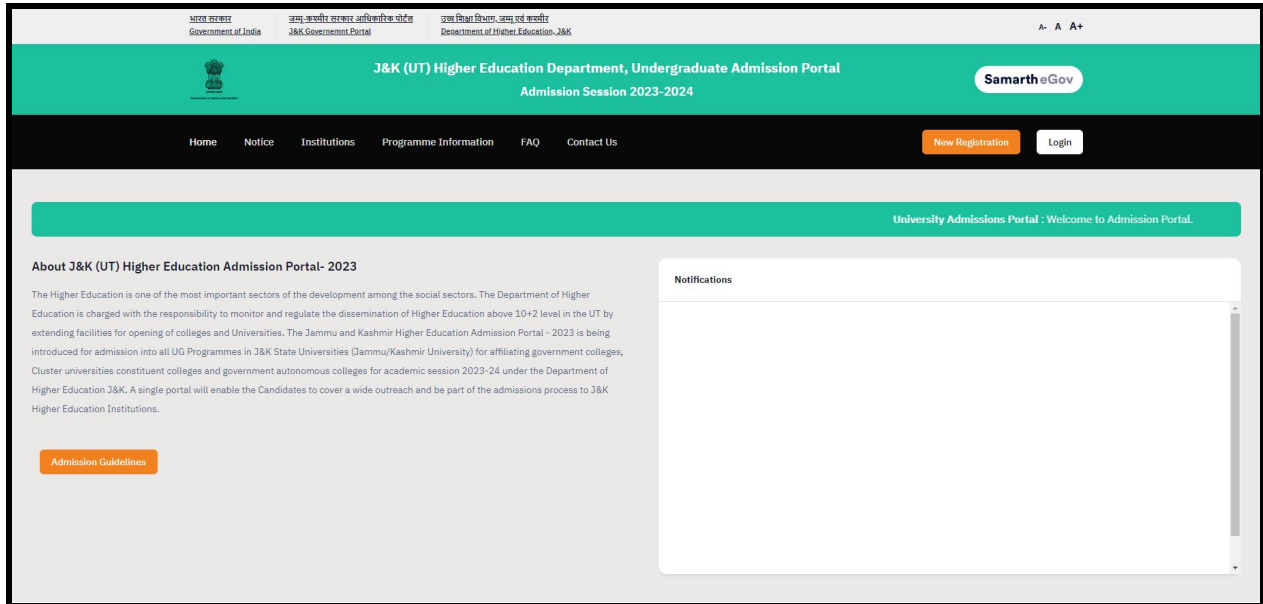 भारत सरकार
Government of India
जम्मू-कश्मीर सरकार आधिकारिक पोर्टल
J&K Governemnt Portal
उच्च शिक्षा विभाग, जम्मू एवं कश्मीर
Department of Higher Education, J&K
A- A A+
J&K (UT) Higher Education Department, Undergraduate Admission Portal
Admission Session 2023-2024
Samarth eGov
Home Notice Institutions Programme Information FAQ Contact Us New Registration Login
University Admissions Portal : Welcome to Admission Portal.
About J&K (UT) Higher Education Admission Portal- 2023
The Higher Education is one of the most important sectors of the development among the social sectors. The Department of Higher
Education is charged with the responsibility to monitor and regulate the dissemination of Higher Education above 10+2 level in the UT by
extending facilities for opening of colleges and Universities. The Jammu and Kashmir Higher Education Admission Portal - 2023 is being
introduced for admission into all UG Programmes in J&K State Universities (Jammu/Kashmir University) for affiliating government colleges,
Cluster universities constituent colleges and government autonomous colleges for academic session 2023-24 under the Department of
Higher Education J&K. A single portal will enable the Candidates to cover a wide outreach and be part of the admissions process to J&K
Higher Education Institutions.
Admission Guidelines
Notifications